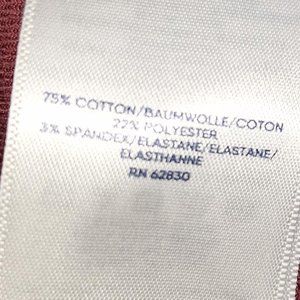 75% COTTON/BAUMWOLLE/COTON
22% POLYESTER
3% SPANDEX/ELASTANE/ELASTANE/
ELASTHANNE
RN 62830